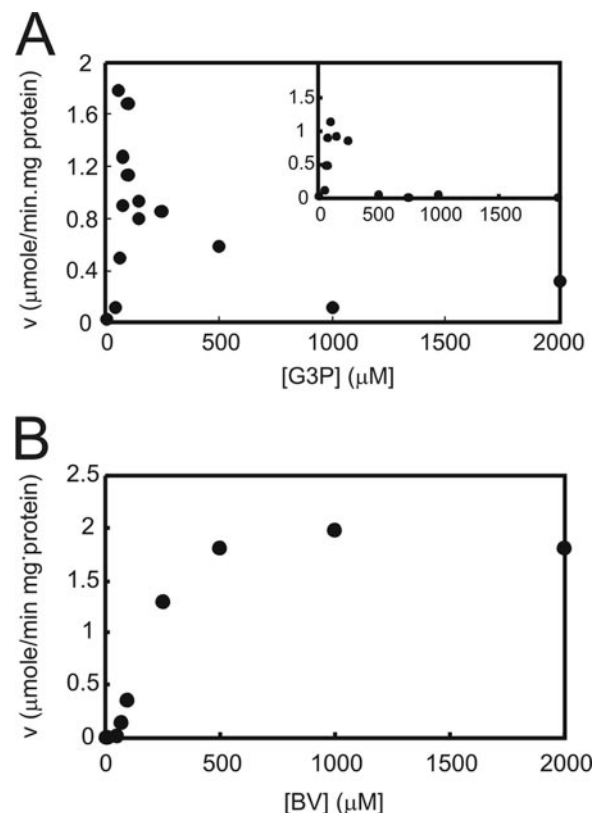 A
v (μmole/min.mg protein)
2
1.6
1.2
0.8
0.4
0
1.5
1
0.5
0
0 500 1000 1500
0 500 1000 1500 2000
[G3P] (μM)
B
v (μmole/min mg·protein)
2.5
2
1.5
1
0.5
0
0 500 1000 1500 2000
[BV] (μM)